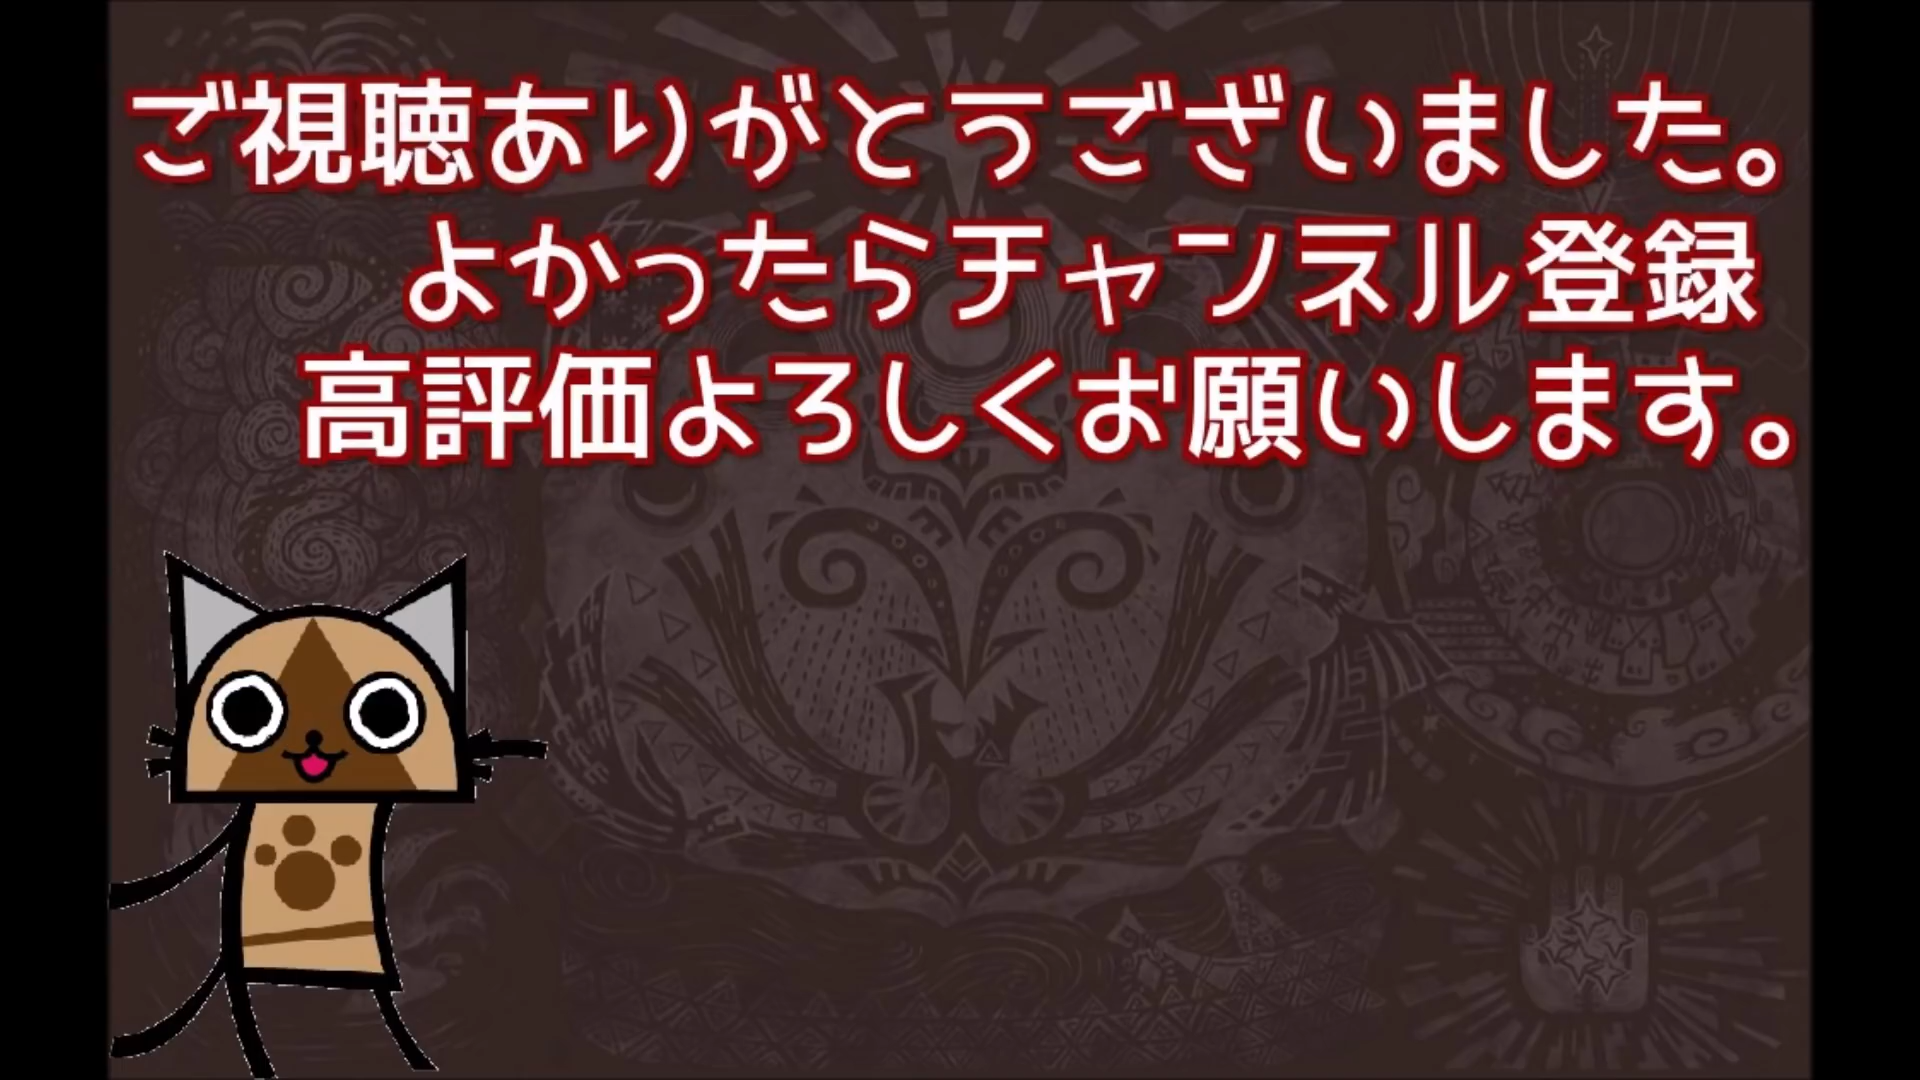 ご視聴ありがとうございました。
よかったらチャンネル登録
高評価よろしくお願いします。